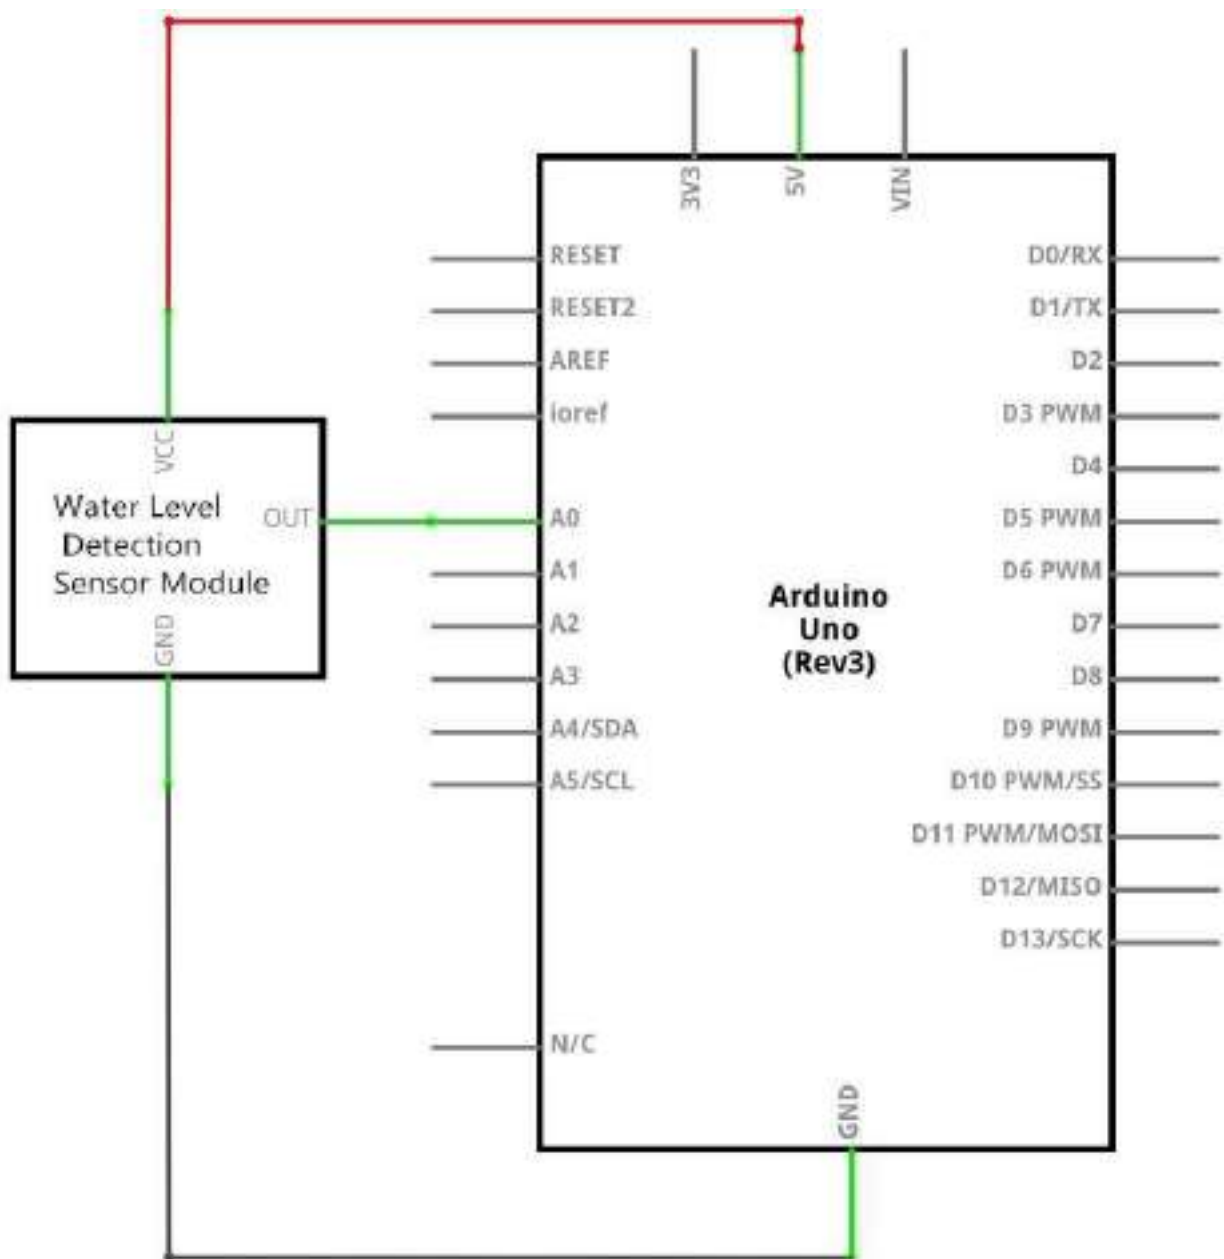 3V3
5V
VIN
RESET
RESET2
AREF
ioref
A0
A1
A2
A3
A4/SDA
A5/SCL
N/C
D0/RX
D1/TX
D2
D3 PWM
D4
D5 PWM
D6 PWM
D7
D8
D9 PWM
D10 PWM/SS
D11 PWM/MOSI
D12/MISO
D13/SCK
GND
Arduino
Uno
(Rev3)
VCC
Water Level
Detection
Sensor Module
OUT
GND